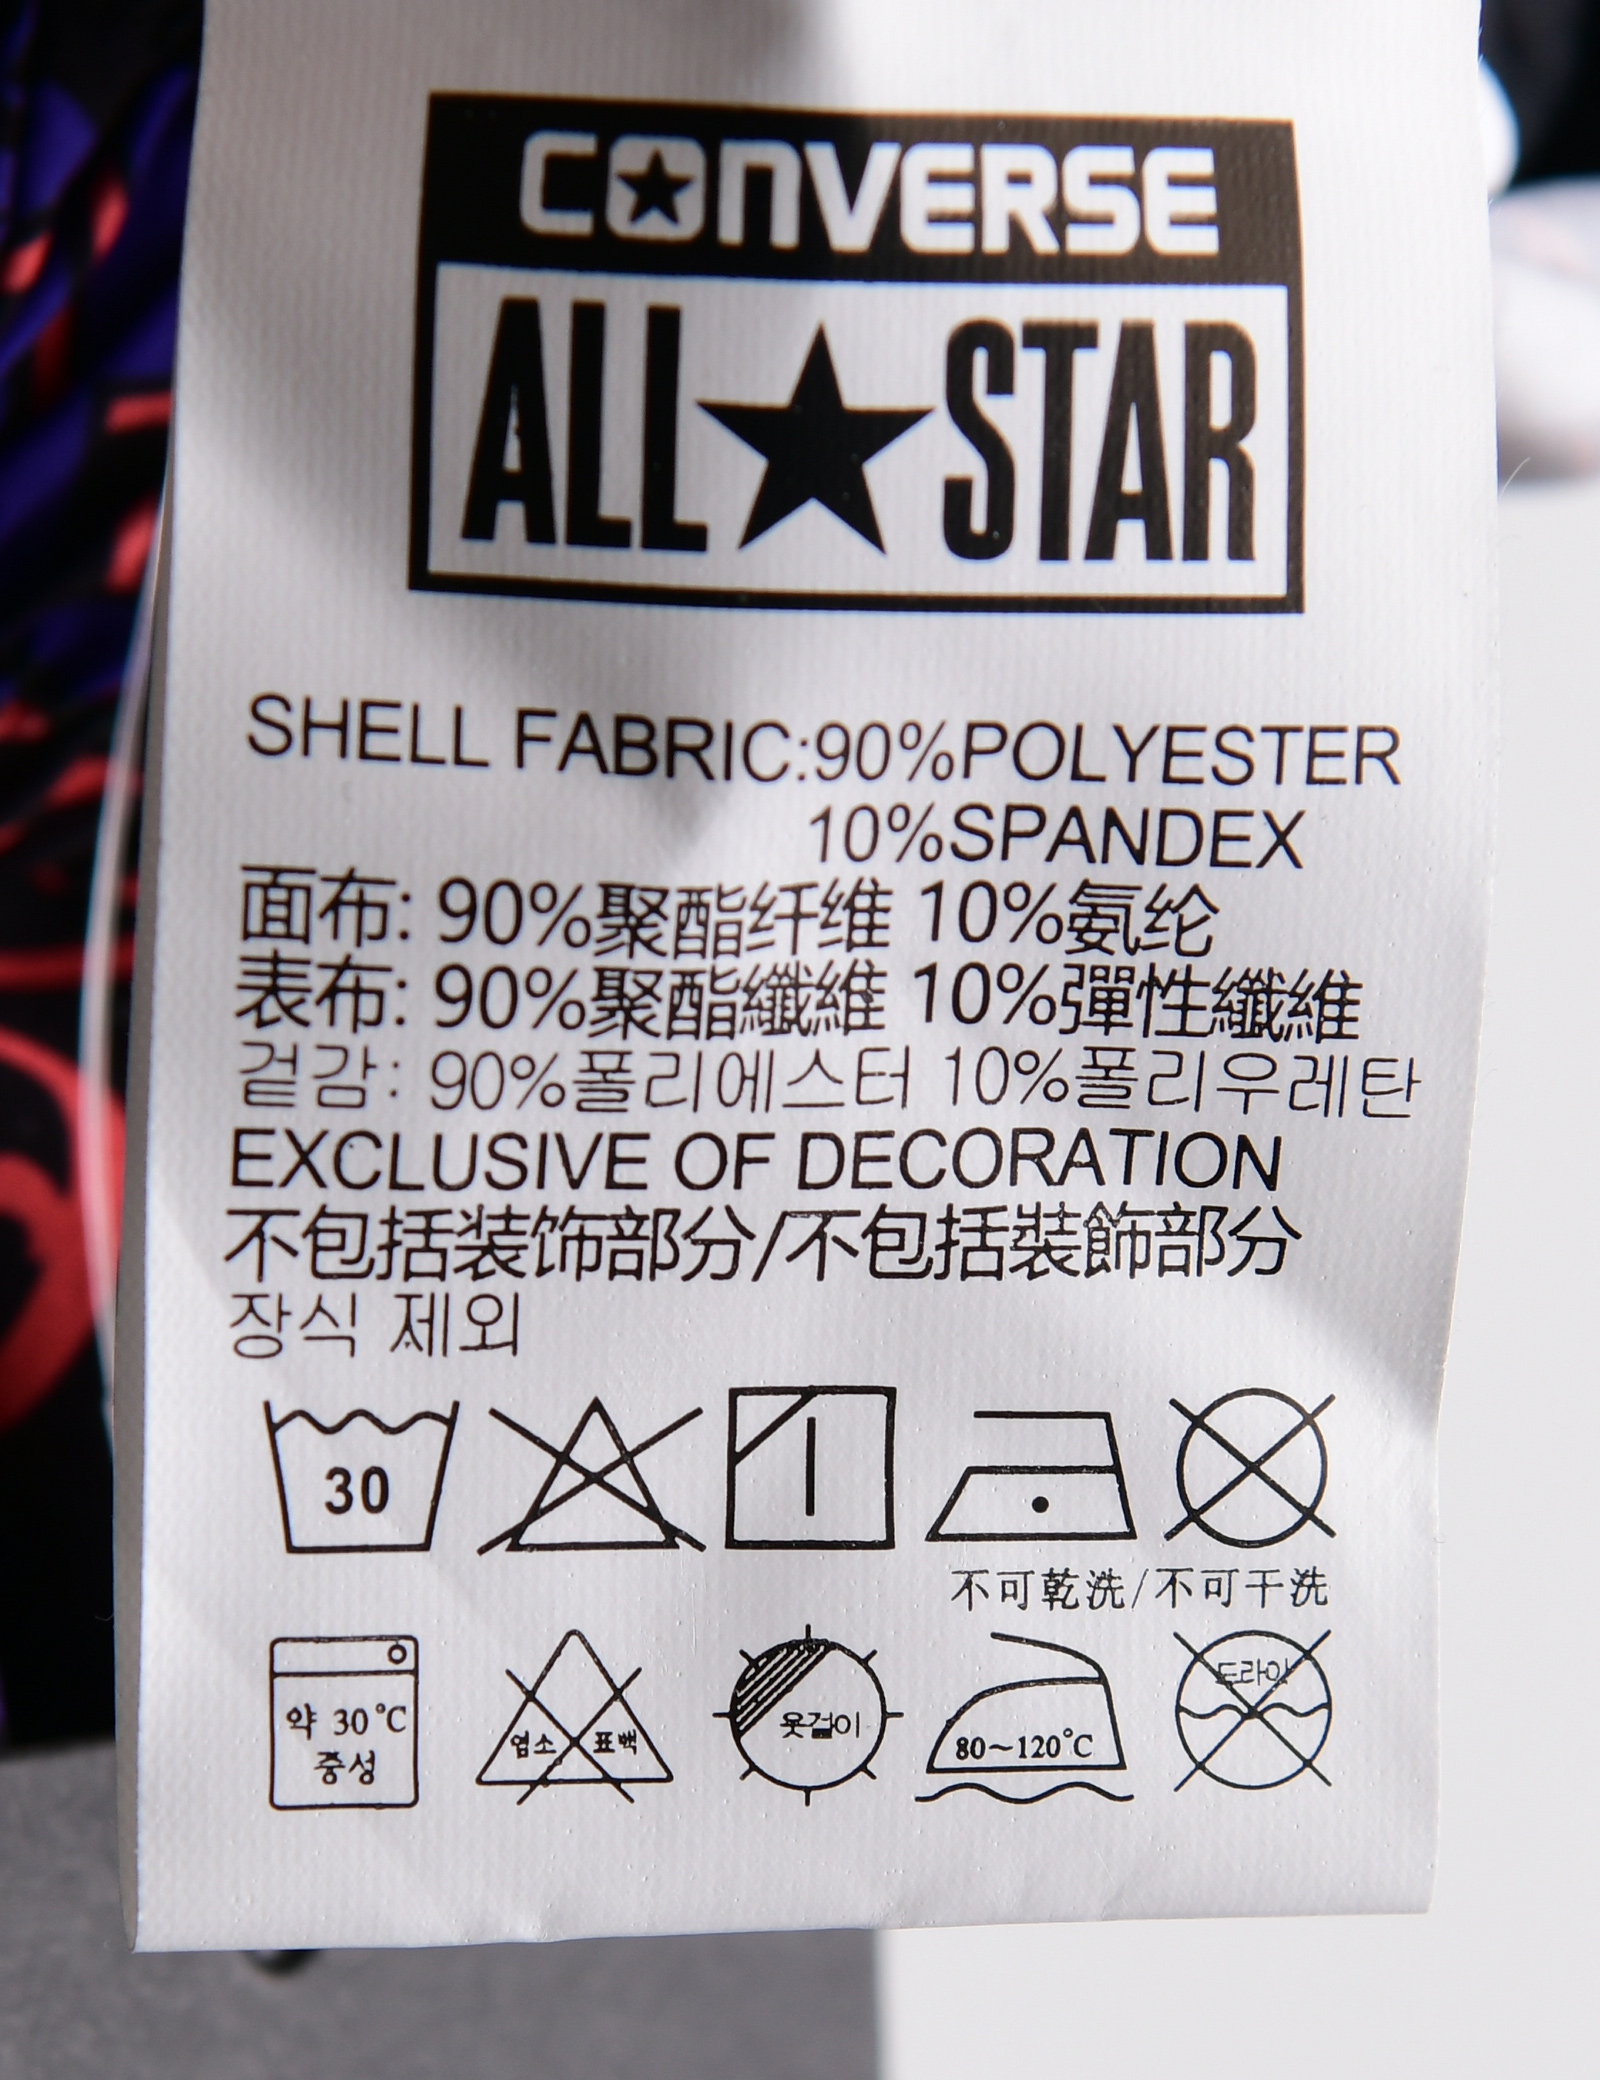 CONVERSE
ALL STAR
SHELL FABRIC:90%POLYESTER
10%SPANDEX
面布: 90%聚酯纤维 10%氨纶
表布: 90%聚酯纖維 10%彈性纖維
겉감: 90%폴리에스터 10%폴리우레탄
EXCLUSIVE OF DECORATION
不包括装饰部分/不包括裝飾部分
장식 제외
30
不可乾洗/不可干洗
약 30℃
중성
염소 표백
옷걸이
80~120℃
드라이